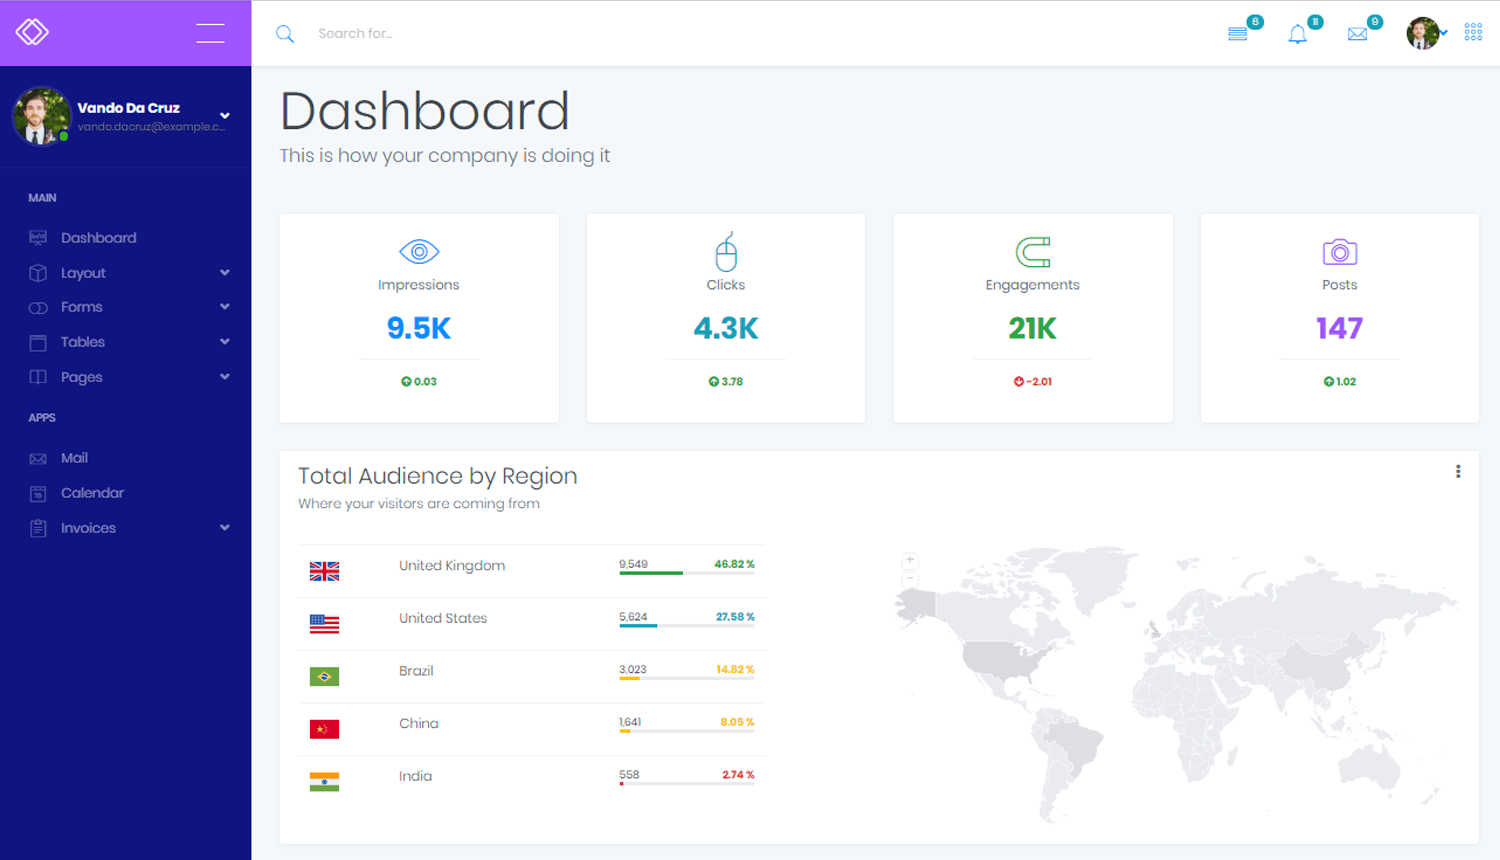 Search for...
6
11
9
Vando Da Cruz
vando.dacruz@example.c...
MAIN
Dashboard
Layout
Forms
Tables
Pages
APPS
Mail
Calendar
Invoices
Dashboard
This is how your company is doing it
Impressions
9.5K
0.03
Clicks
4.3K
3.78
Engagements
21K
-2.01
Posts
147
1.02
Total Audience by Region
Where your visitors are coming from
United Kingdom 9,549 46.82 %
United States 5,624 27.58 %
Brazil 3,023 14.82 %
China 1,641 8.05 %
India 558 2.74 %
+
−